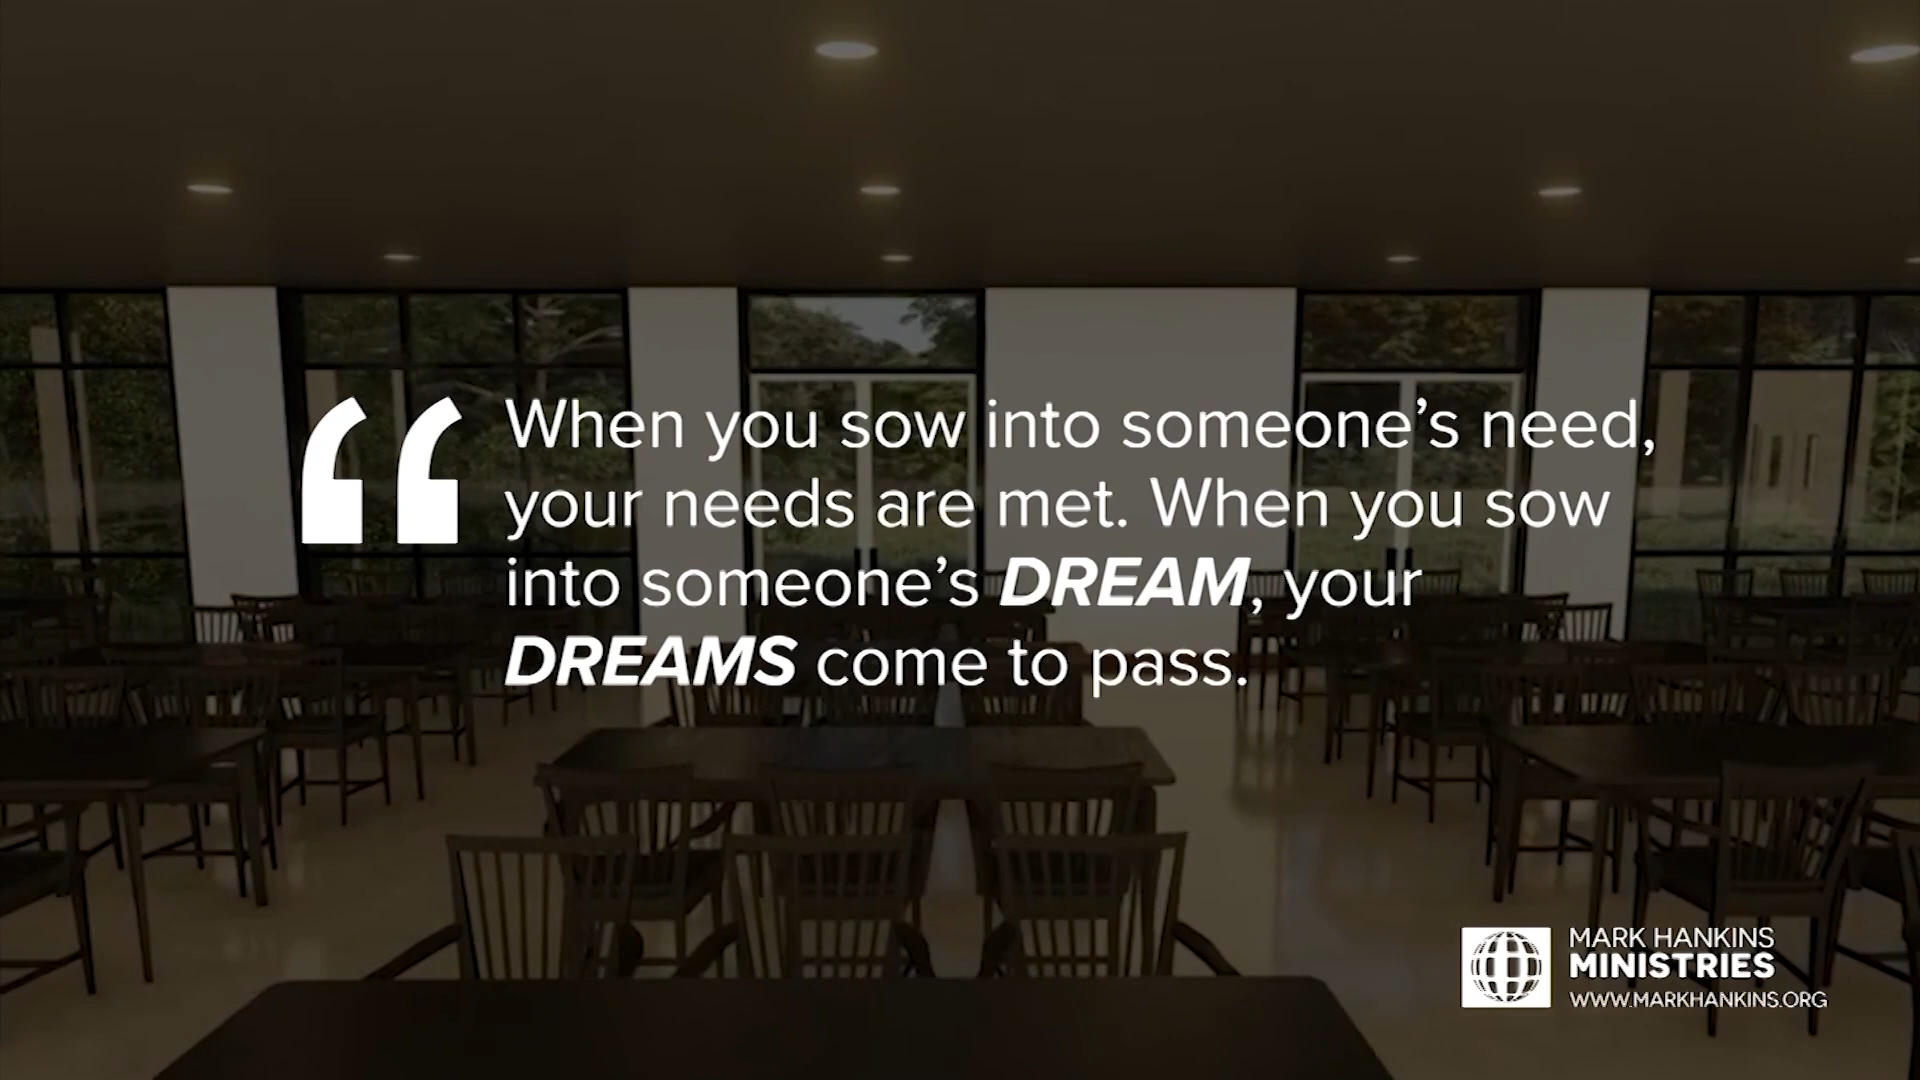 “
When you sow into someone’s need,
your needs are met. When you sow
into someone’s DREAM, your
DREAMS come to pass.
MARK HANKINS
MINISTRIES
WWW.MARKHANKINS.ORG